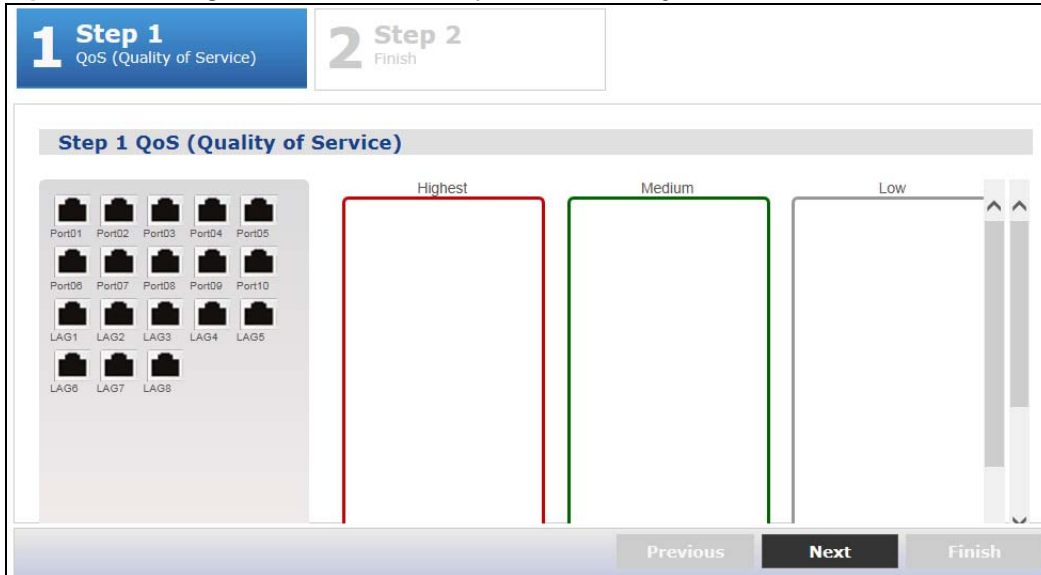 1 Step 1
QoS (Quality of Service)
2 Step 2
Finish
Step 1 QoS (Quality of Service)
Highest
Medium
Low
Port01 Port02 Port03 Port04 Port05
Port06 Port07 Port08 Port09 Port10
LAG1 LAG2 LAG3 LAG4 LAG5
LAG6 LAG7 LAG8
Previous
Next
Finish